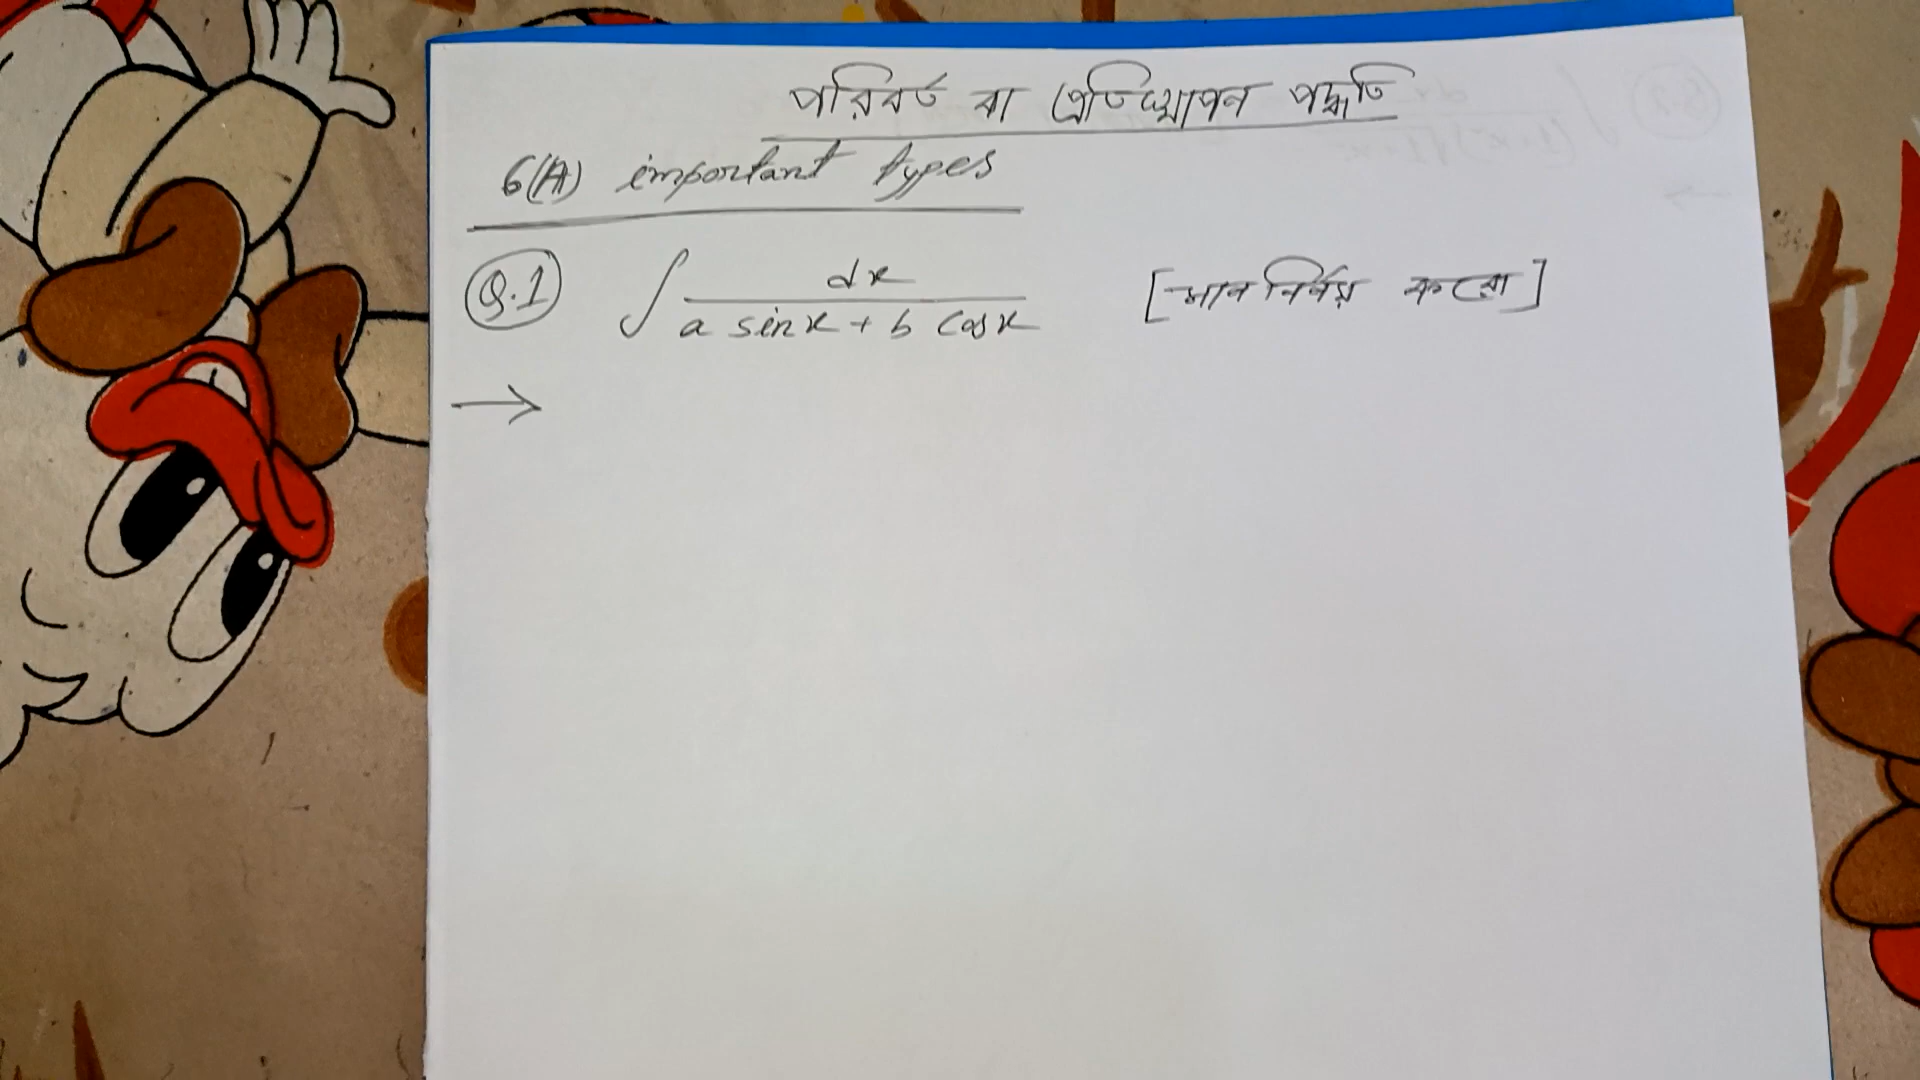 পরিবর্ত বা প্রতিস্থাপন পদ্ধতি
6(A) important types
Q.1 ∫ dx / (a sinx + b cosx) [মান নির্ণয় করো]
→